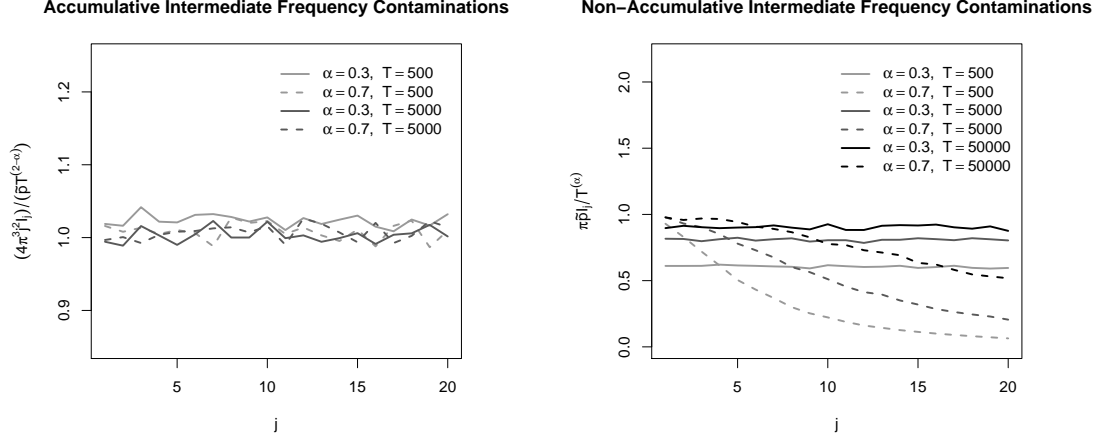 Accumulative Intermediate Frequency Contaminations
(4π³j²Iⱼ)/(p̃T⁽²⁻ᵅ⁾)
1.2
1.1
1.0
0.9
α = 0.3, T = 500
α = 0.7, T = 500
α = 0.3, T = 5000
α = 0.7, T = 5000
5 10 15 20
j
Non−Accumulative Intermediate Frequency Contaminations
πp̃Iⱼ/T⁽ᵅ⁾
2.0
1.5
1.0
0.5
0.0
α = 0.3, T = 500
α = 0.7, T = 500
α = 0.3, T = 5000
α = 0.7, T = 5000
α = 0.3, T = 50000
α = 0.7, T = 50000
5 10 15 20
j